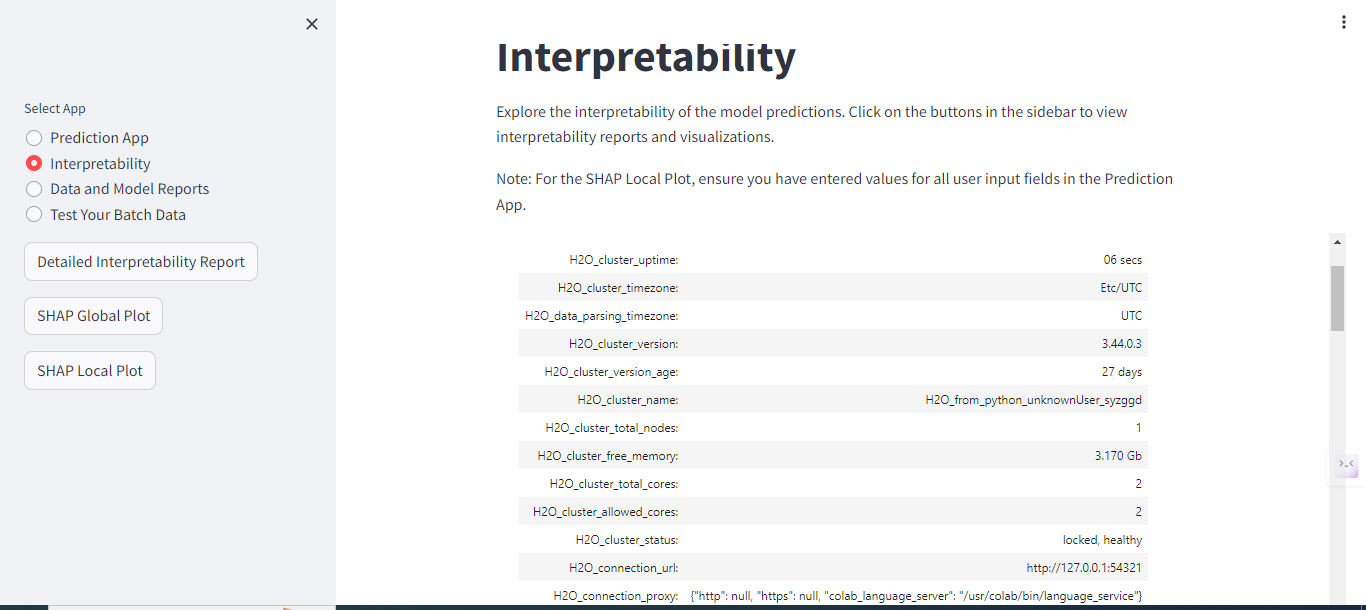 Select App
Prediction App
Interpretability
Data and Model Reports
Test Your Batch Data
Detailed Interpretability Report
SHAP Global Plot
SHAP Local Plot
Interpretability
Explore the interpretability of the model predictions. Click on the buttons in the sidebar to view
interpretability reports and visualizations.
Note: For the SHAP Local Plot, ensure you have entered values for all user input fields in the Prediction
App.
H2O_cluster_uptime: 06 secs
H2O_cluster_timezone: Etc/UTC
H2O_data_parsing_timezone: UTC
H2O_cluster_version: 3.44.0.3
H2O_cluster_version_age: 27 days
H2O_cluster_name: H2O_from_python_unknownUser_syzggd
H2O_cluster_total_nodes: 1
H2O_cluster_free_memory: 3.170 Gb
H2O_cluster_total_cores: 2
H2O_cluster_allowed_cores: 2
H2O_cluster_status: locked, healthy
H2O_connection_url: http://127.0.0.1:54321
H2O_connection_proxy: {"http": null, "https": null, "colab_language_server": "/usr/colab/bin/language_service"}